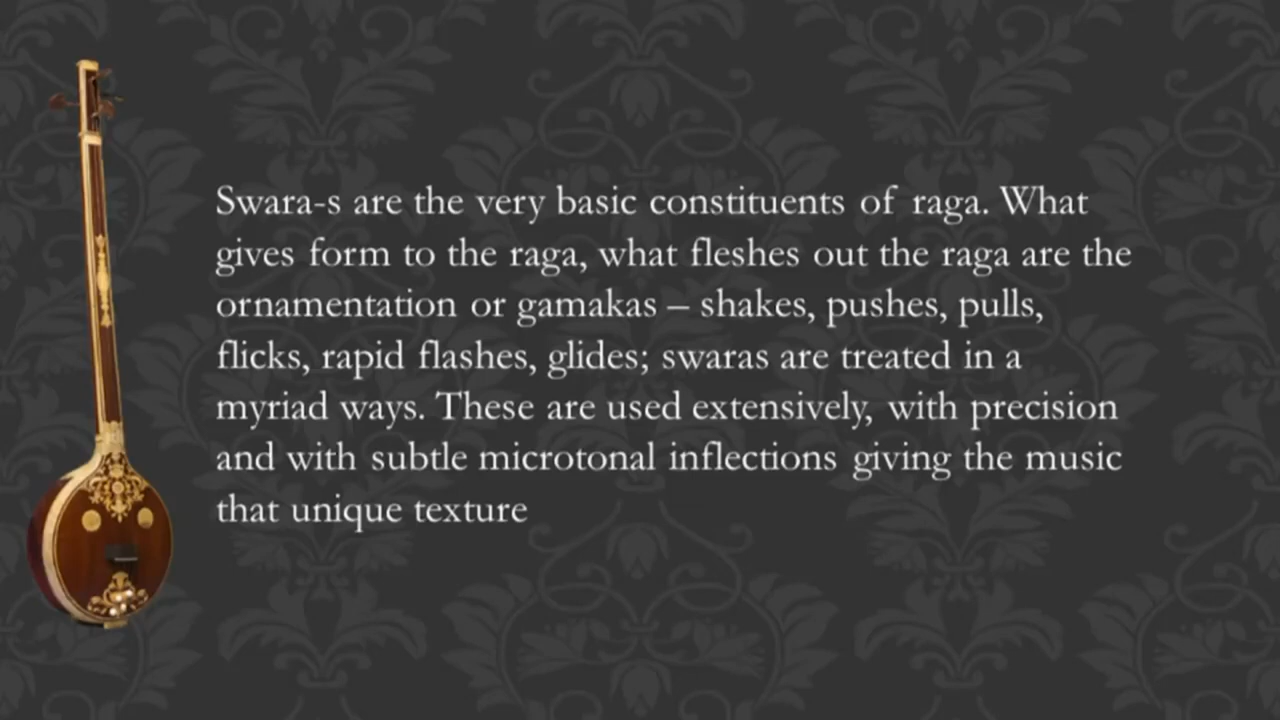 Swara-s are the very basic constituents of raga. What
gives form to the raga, what fleshes out the raga are the
ornamentation or gamakas – shakes, pushes, pulls,
flicks, rapid flashes, glides; swaras are treated in a
myriad ways. These are used extensively, with precision
and with subtle microtonal inflections giving the music
that unique texture